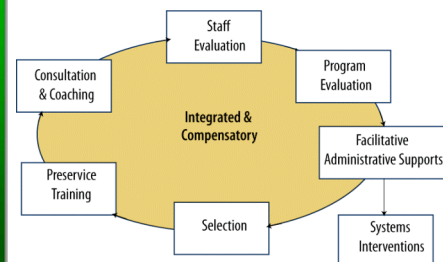 Staff
Evaluation
Consultation
& Coaching
Program
Evaluation
Integrated &
Compensatory
Facilitative
Administrative Supports
Preservice
Training
Selection
Systems
Interventions